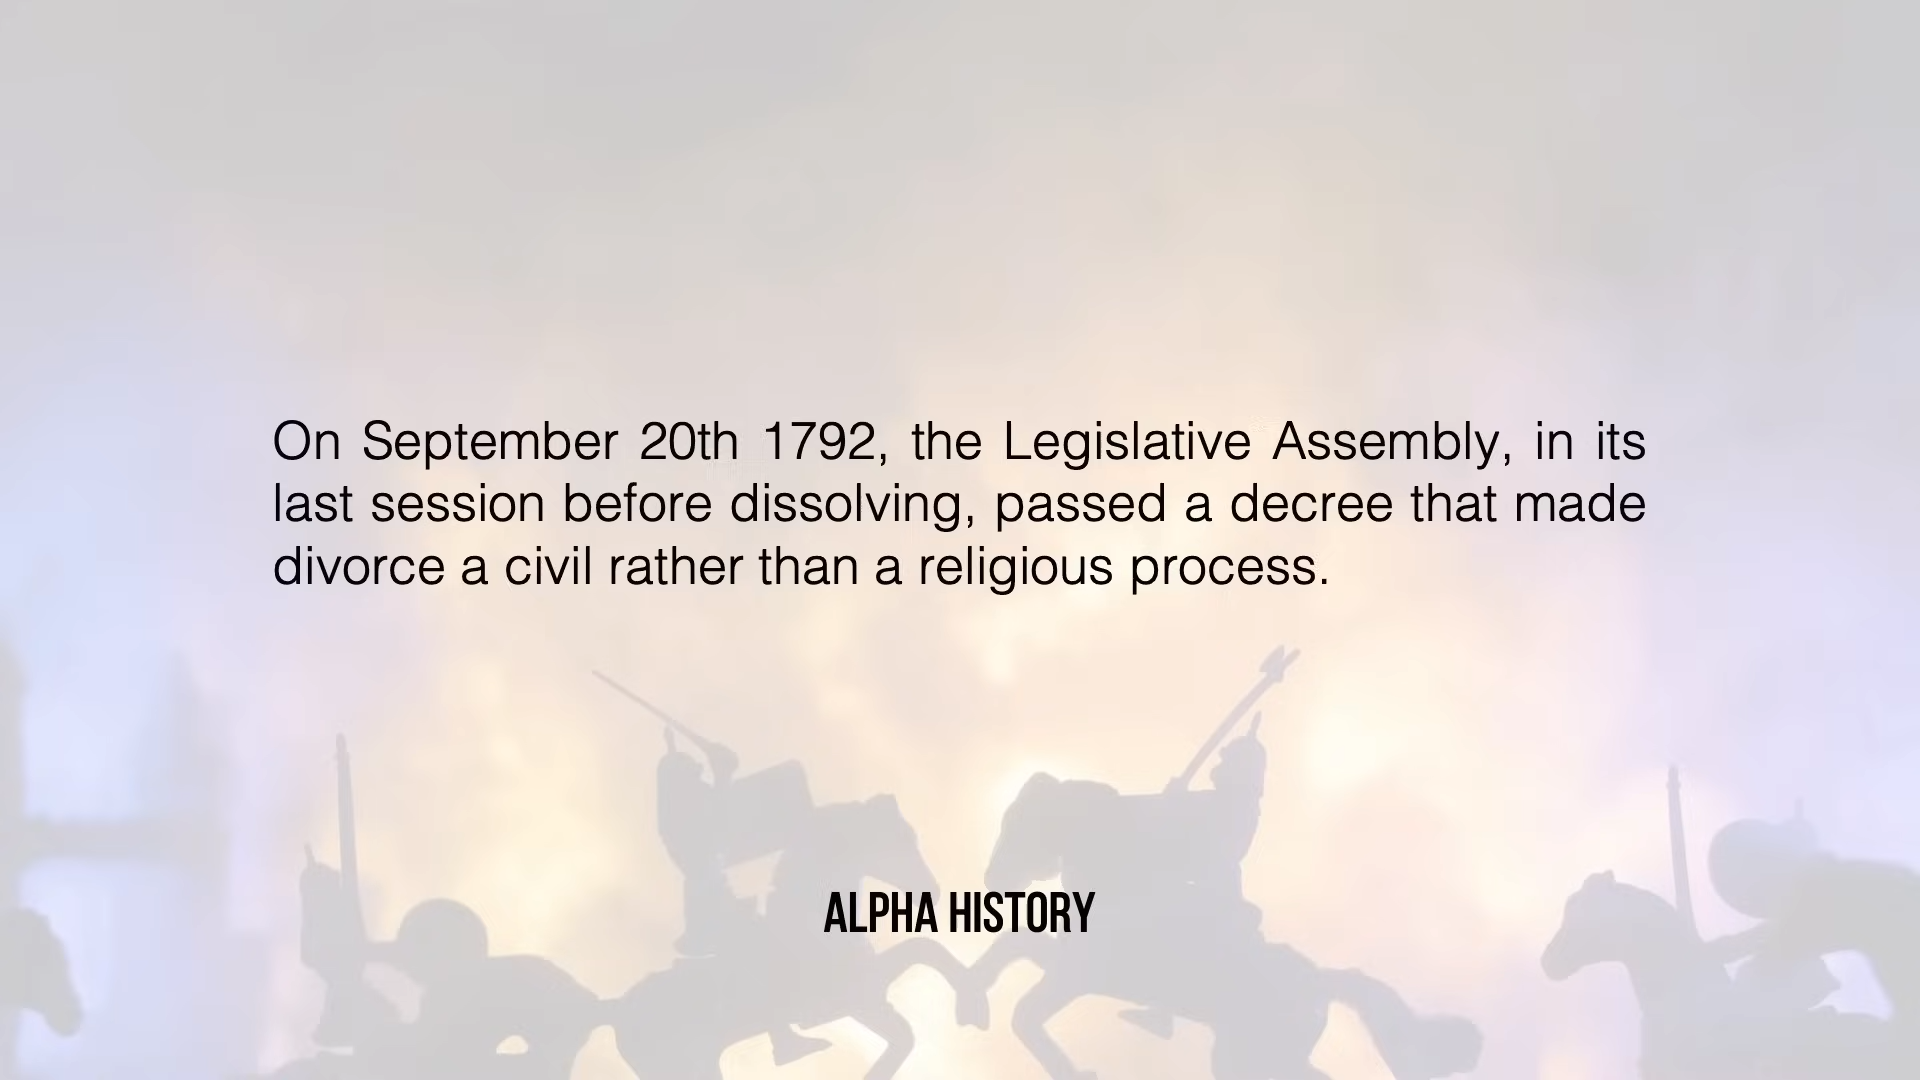 On September 20th 1792, the Legislative Assembly, in its
last session before dissolving, passed a decree that made
divorce a civil rather than a religious process.
ALPHA HISTORY